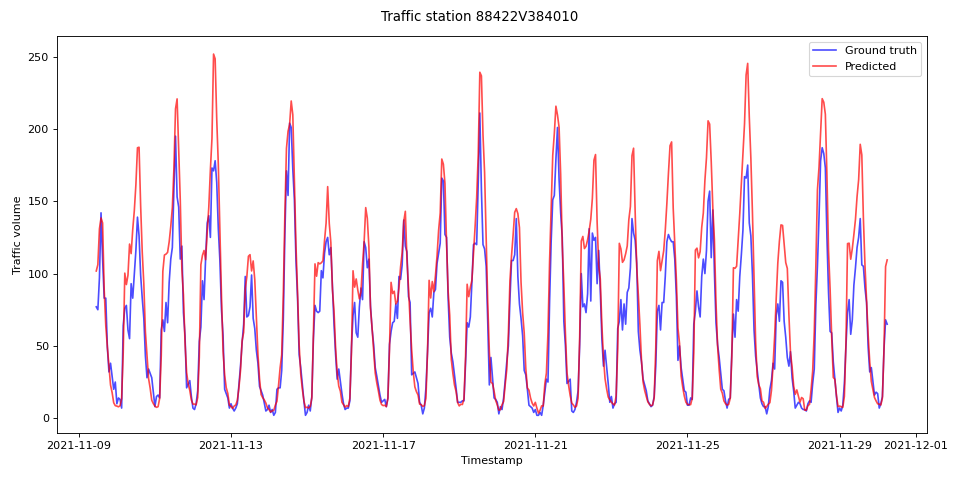 Traffic station 88422V384010
Ground truth
Predicted
Traffic volume
250
200
150
100
50
0
2021-11-09
2021-11-13
2021-11-17
2021-11-21
2021-11-25
2021-11-29
2021-12-01
Timestamp